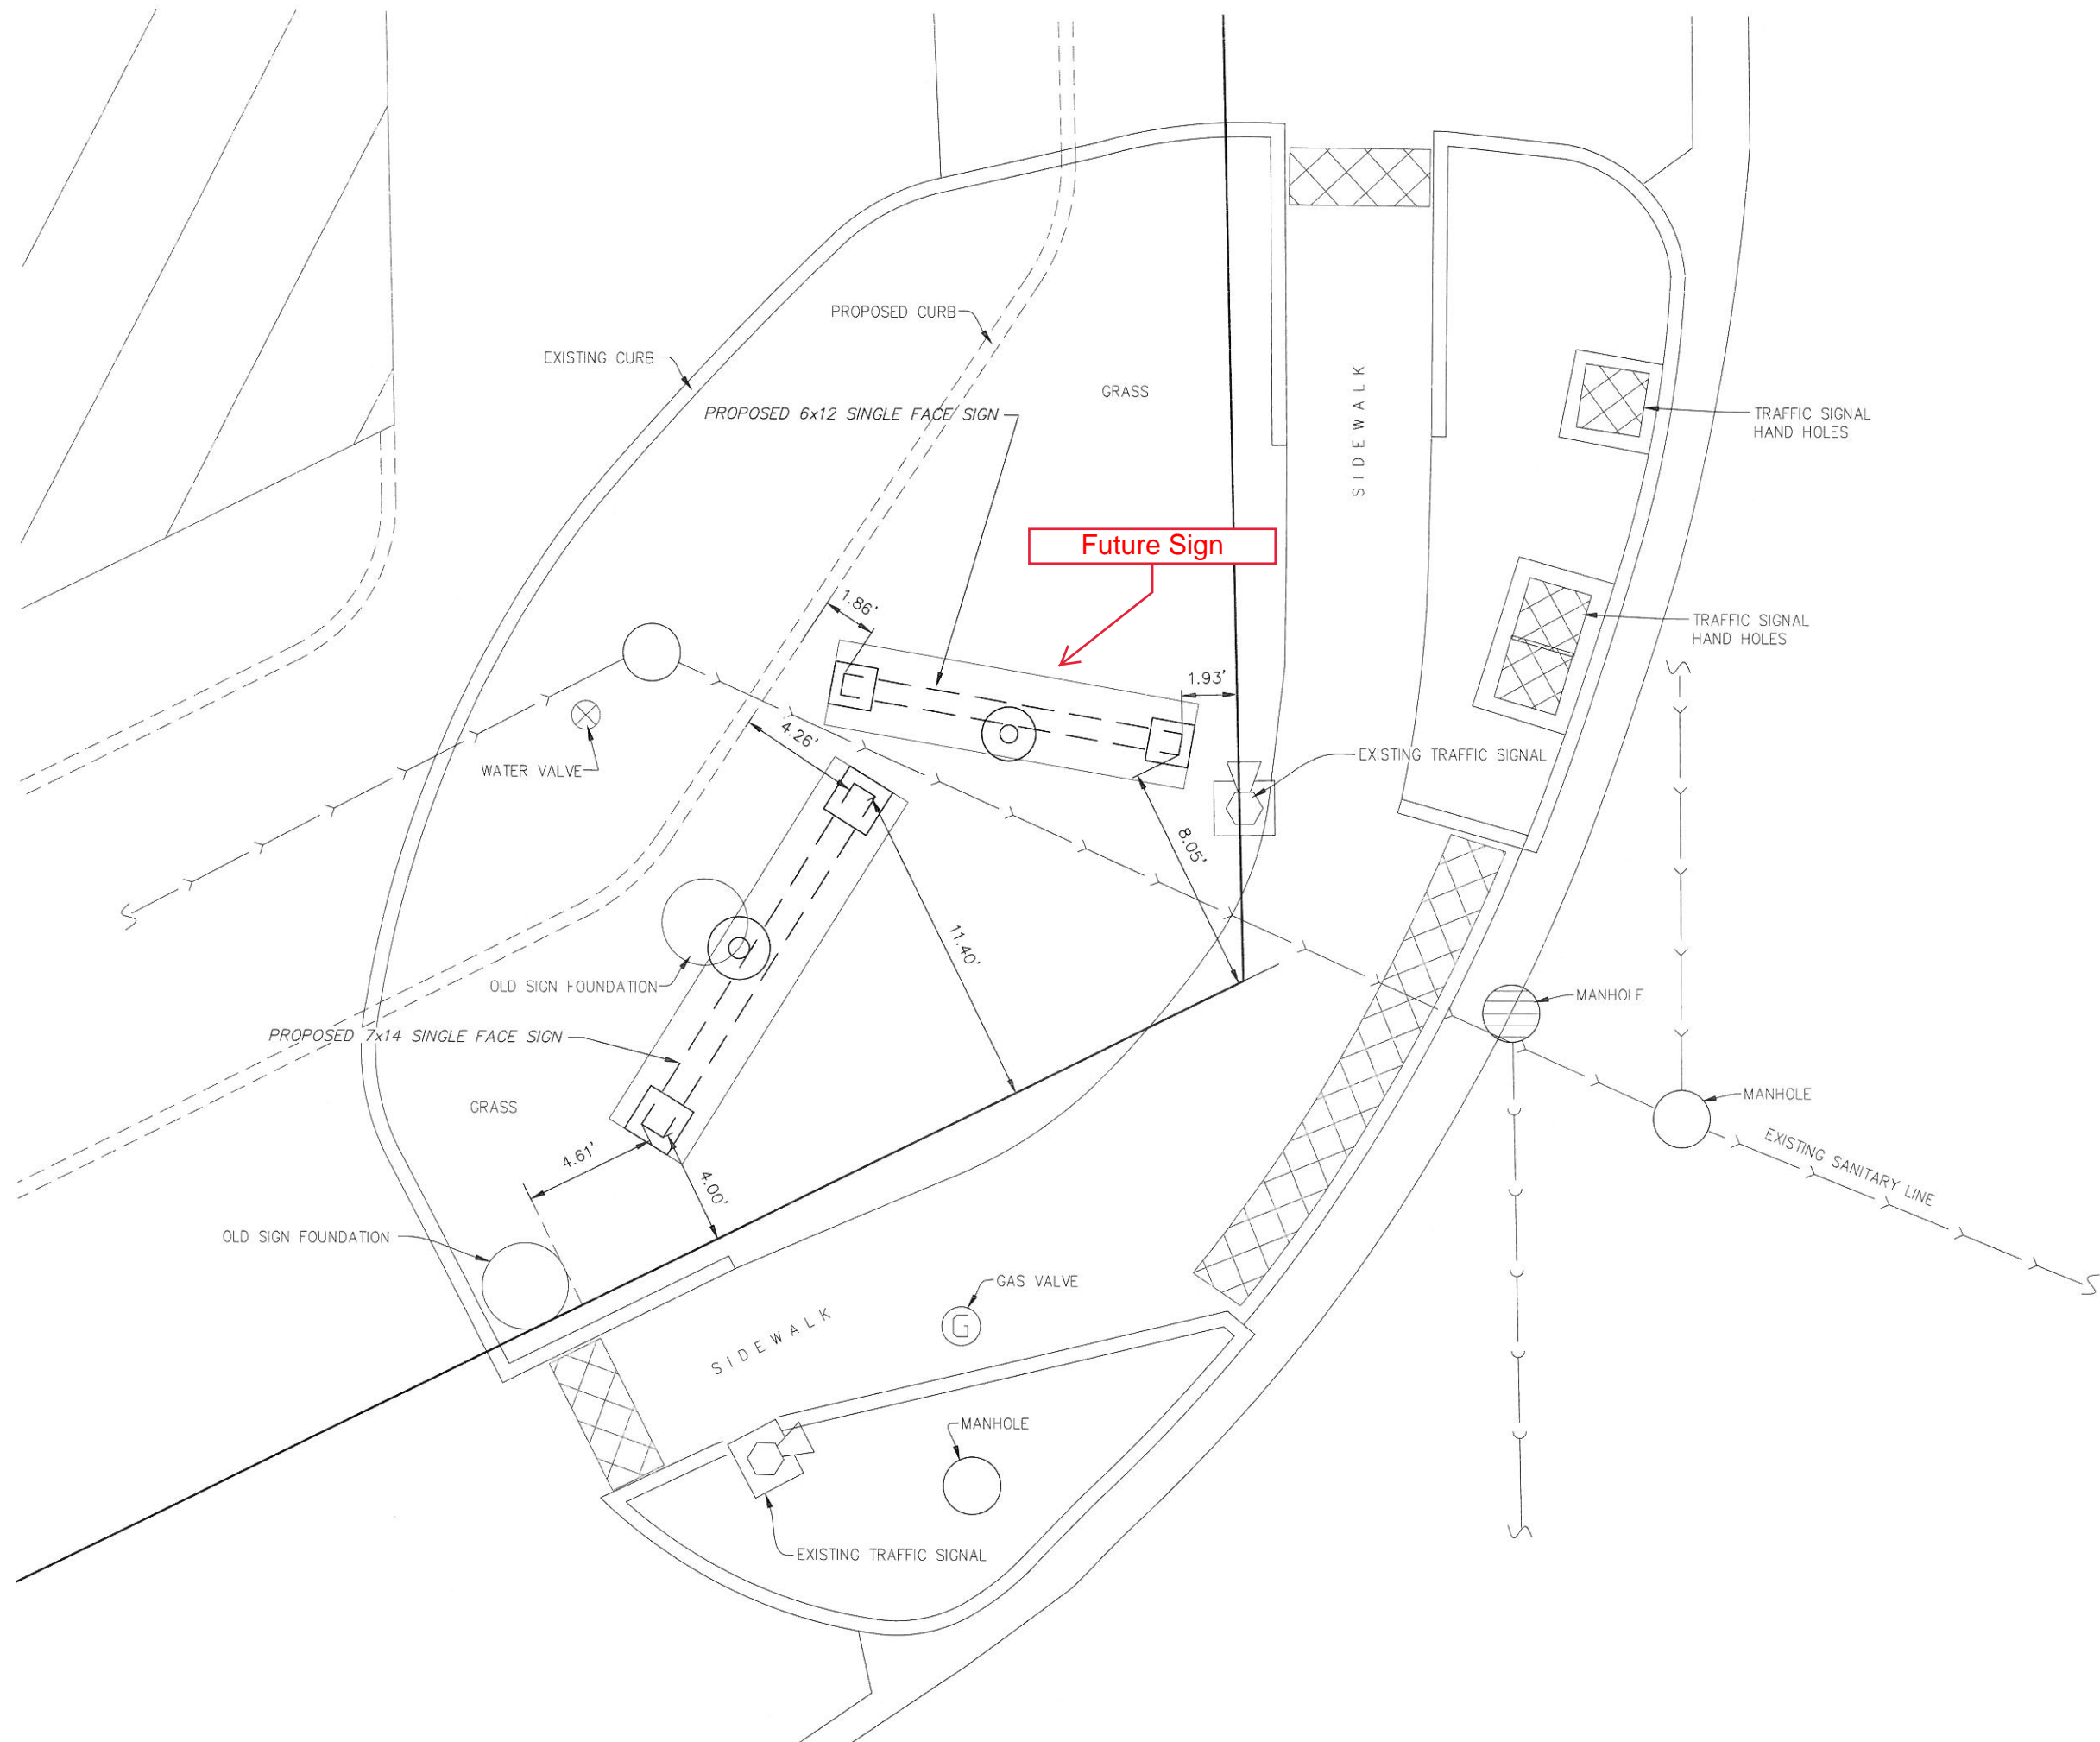 PROPOSED CURB
EXISTING CURB
GRASS
PROPOSED 6x12 SINGLE FACE SIGN
SIDEWALK
TRAFFIC SIGNAL
HAND HOLES
Future Sign
1.86'
TRAFFIC SIGNAL
HAND HOLES
1.93'
4.26'
EXISTING TRAFFIC SIGNAL
WATER VALVE
8.05'
11.40'
OLD SIGN FOUNDATION
MANHOLE
PROPOSED 7x14 SINGLE FACE SIGN
MANHOLE
GRASS
4.61'
EXISTING SANITARY LINE
4.00'
OLD SIGN FOUNDATION
GAS VALVE
G
SIDEWALK
MANHOLE
EXISTING TRAFFIC SIGNAL